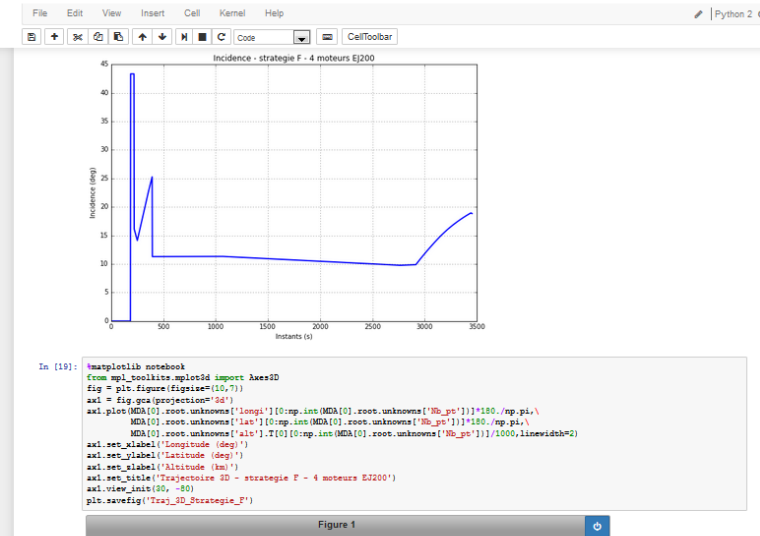 File Edit View Insert Cell Kernel Help Python 2
Code CellToolbar
Incidence - strategie F - 4 moteurs EJ200
45
40
35
30
25
20
15
10
5
0
Incidence (deg)
0 500 1000 1500 2000 2500 3000 3500
Instants (s)
In [19]:
%matplotlib notebook
from mpl_toolkits.mplot3d import Axes3D
fig = plt.figure(figsize=(10,7))
ax1 = fig.gca(projection='3d')
ax1.plot(MDA[0].root.unknowns['longi'][0:np.int(MDA[0].root.unknowns['Nb_pt'])]*180./np.pi,\
MDA[0].root.unknowns['lat'][0:np.int(MDA[0].root.unknowns['Nb_pt'])]*180./np.pi,\
MDA[0].root.unknowns['alt'].T[0][0:np.int(MDA[0].root.unknowns['Nb_pt'])]/1000,linewidth=2)
ax1.set_xlabel('Longitude (deg)')
ax1.set_ylabel('Latitude (deg)')
ax1.set_zlabel('Altitude (km)')
ax1.set_title('Trajectoire 3D - strategie F - 4 moteurs EJ200')
ax1.view_init(30, -80)
plt.savefig('Traj_3D_Strategie_F')
Figure 1